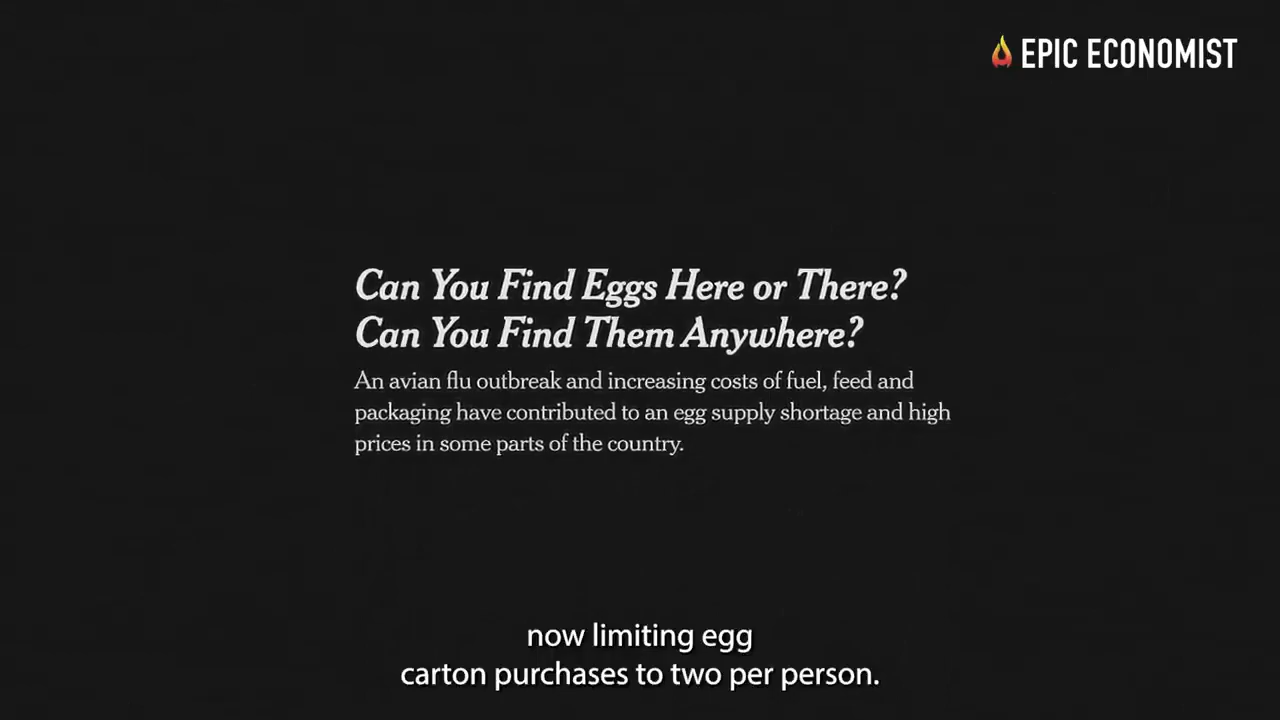 EPIC ECONOMIST
Can You Find Eggs Here or There?
Can You Find Them Anywhere?
An avian flu outbreak and increasing costs of fuel, feed and
packaging have contributed to an egg supply shortage and high
prices in some parts of the country.
now limiting egg
carton purchases to two per person.